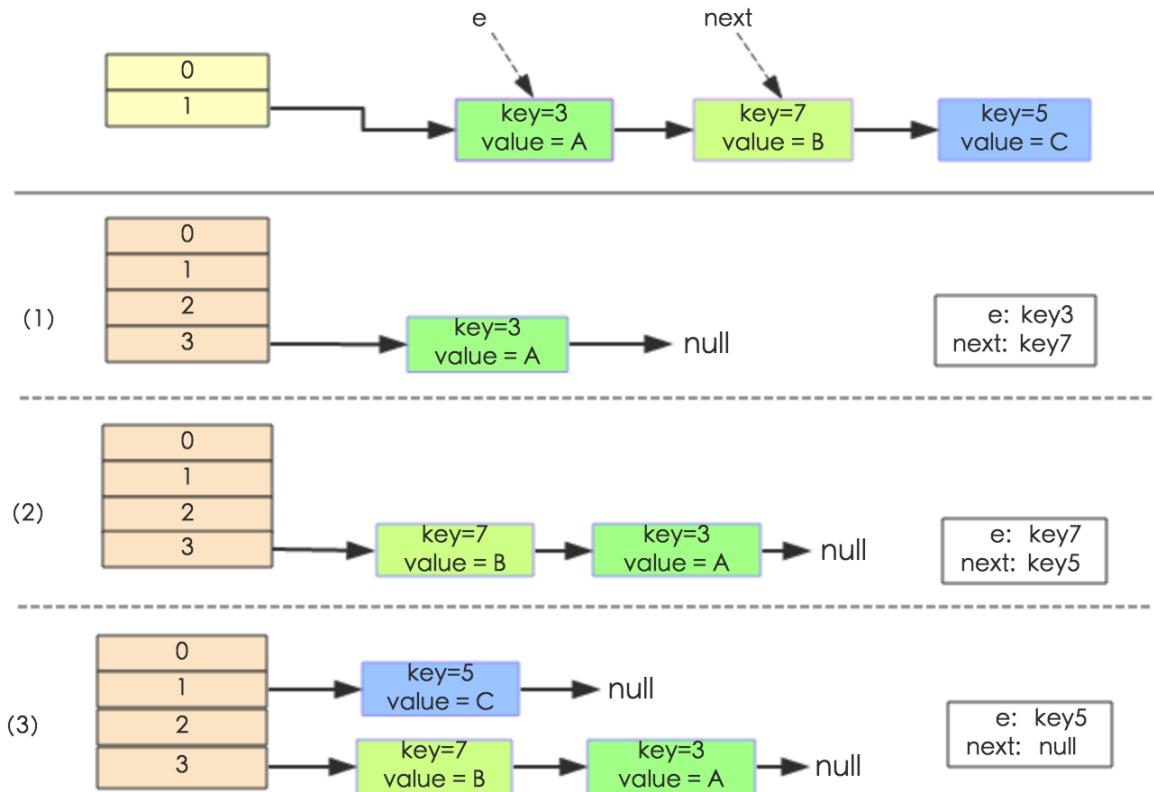 e next
0
1
key=3
value = A
key=7
value = B
key=5
value = C
(1)
0
1
2
3
key=3
value = A
null
e: key3
next: key7
(2)
0
1
2
3
key=7
value = B
key=3
value = A
null
e: key7
next: key5
(3)
0
1
2
3
key=5
value = C
null
key=7
value = B
key=3
value = A
null
e: key5
next: null